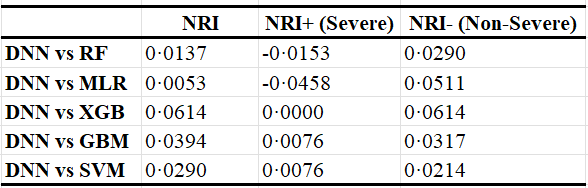 NRI NRI+ (Severe) NRI- (Non-Severe)
DNN vs RF 0·0137 -0·0153 0·0290
DNN vs MLR 0·0053 -0·0458 0·0511
DNN vs XGB 0·0614 0·0000 0·0614
DNN vs GBM 0·0394 0·0076 0·0317
DNN vs SVM 0·0290 0·0076 0·0214